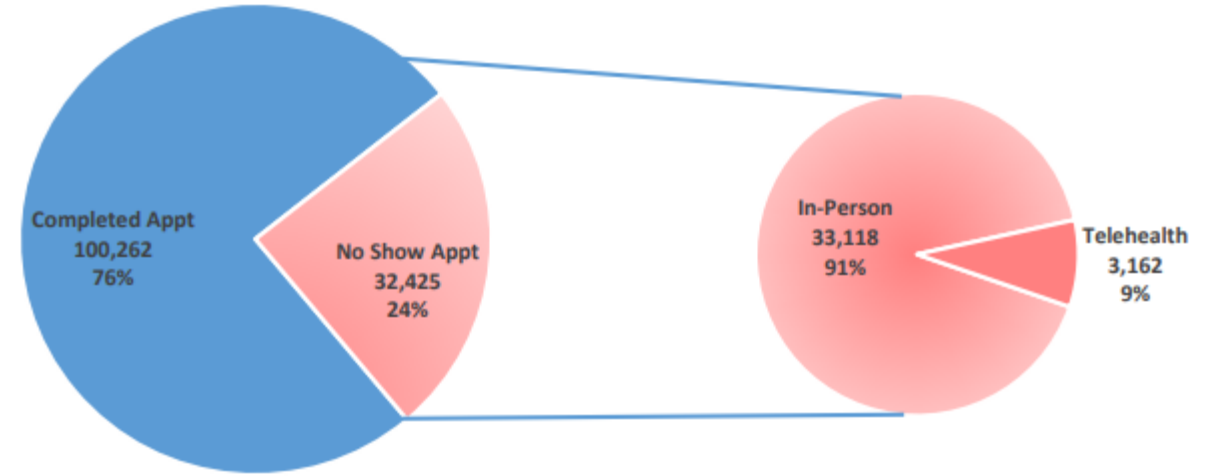 Completed Appt
100,262
76%
No Show Appt
32,425
24%
In-Person
33,118
91%
Telehealth
3,162
9%